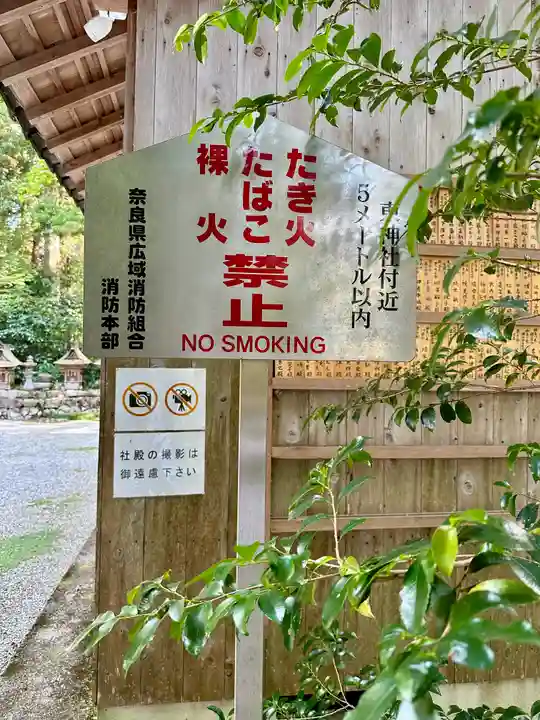 当神社付近
5メートル以内
たき火
たばこ
裸火
禁止
NO SMOKING
奈良県広域消防組合
消防本部
社殿の撮影は
御遠慮下さい